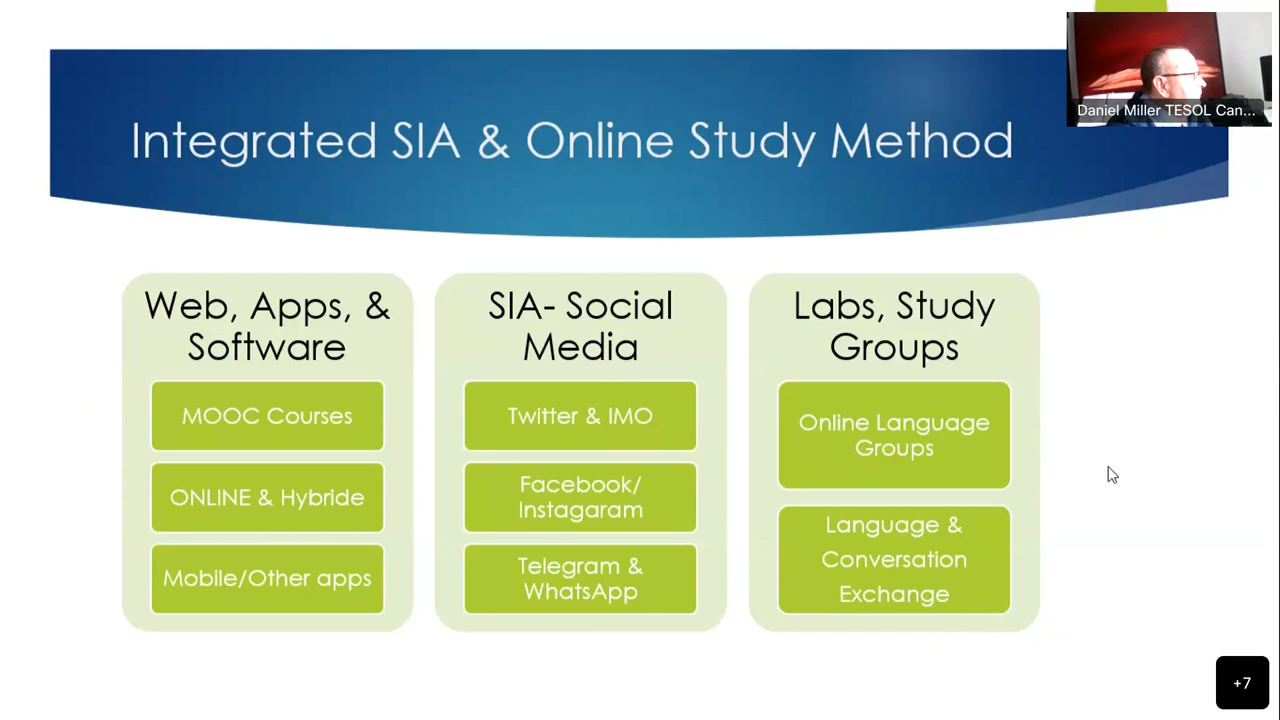 Integrated SIA & Online Study Method
Daniel Miller TESOL Can...
Web, Apps, &
Software
MOOC Courses
ONLINE & Hybride
Mobile/Other apps
SIA- Social
Media
Twitter & IMO
Facebook/
Instagaram
Telegram &
WhatsApp
Labs, Study
Groups
Online Language
Groups
Language &
Conversation
Exchange
+7